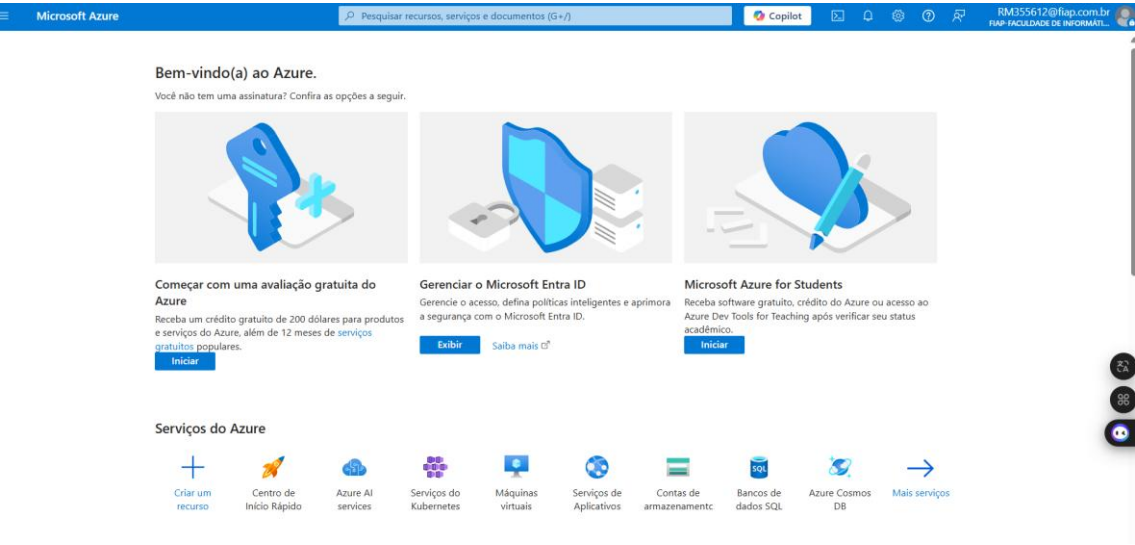 Microsoft Azure
Pesquisar recursos, serviços e documentos (G+/)
Copilot
RM355612@fiap.com.br
FIAP- FACULDADE DE INFORMÁTI...
Bem-vindo(a) ao Azure.
Você não tem uma assinatura? Confira as opções a seguir.
Começar com uma avaliação gratuita do
Azure
Receba um crédito gratuito de 200 dólares para produtos
e serviços do Azure, além de 12 meses de serviços
gratuitos populares.
Iniciar
Gerenciar o Microsoft Entra ID
Gerencie o acesso, defina políticas inteligentes e aprimora
a segurança com o Microsoft Entra ID.
Exibir
Saiba mais
Microsoft Azure for Students
Receba software gratuito, crédito do Azure ou acesso ao
Azure Dev Tools for Teaching após verificar seu status
acadêmico.
Iniciar
Serviços do Azure
Criar um
recurso
Centro de
Início Rápido
Azure AI
services
Serviços do
Kubernetes
Máquinas
virtuais
Serviços de
Aplicativos
Contas de
armazenamentc
SQL
Bancos de
dados SQL
Azure Cosmos
DB
Mais serviços